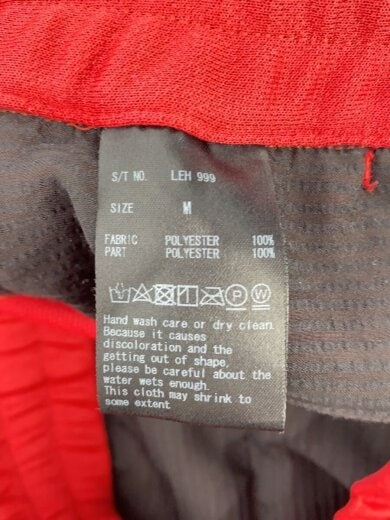 S/T NO. LEH 999
SIZE M
FABRIC POLYESTER 100%
PART POLYESTER 100%
P W
Hand wash care or dry clean.
Because it causes
discoloration and the
getting out of shape,
please be careful about the
water wets enough.
This cloth may shrink to
some extent